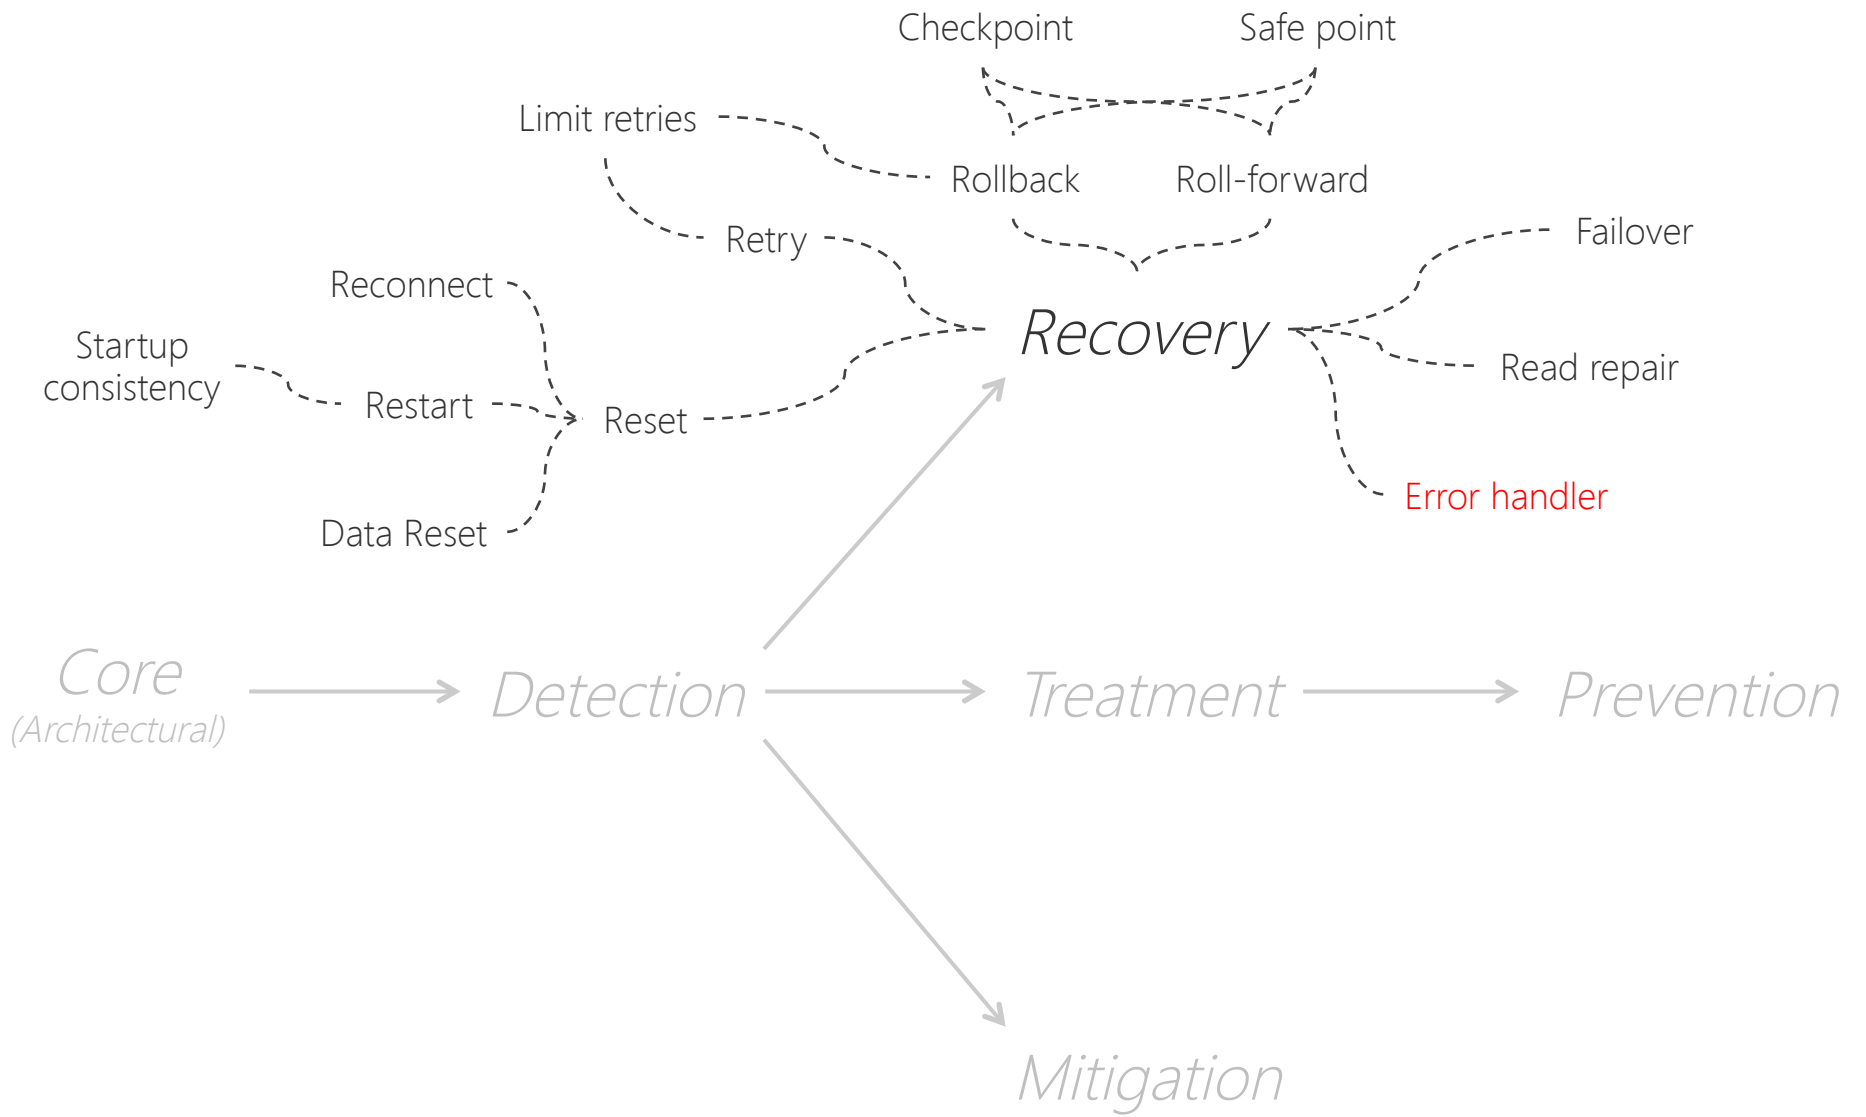 Checkpoint
Safe point
Limit retries
Rollback
Roll-forward
Retry
Failover
Reconnect
Recovery
Startup
consistency
Read repair
Restart
Reset
Error handler
Data Reset
Core
(Architectural)
Detection
Treatment
Prevention
Mitigation